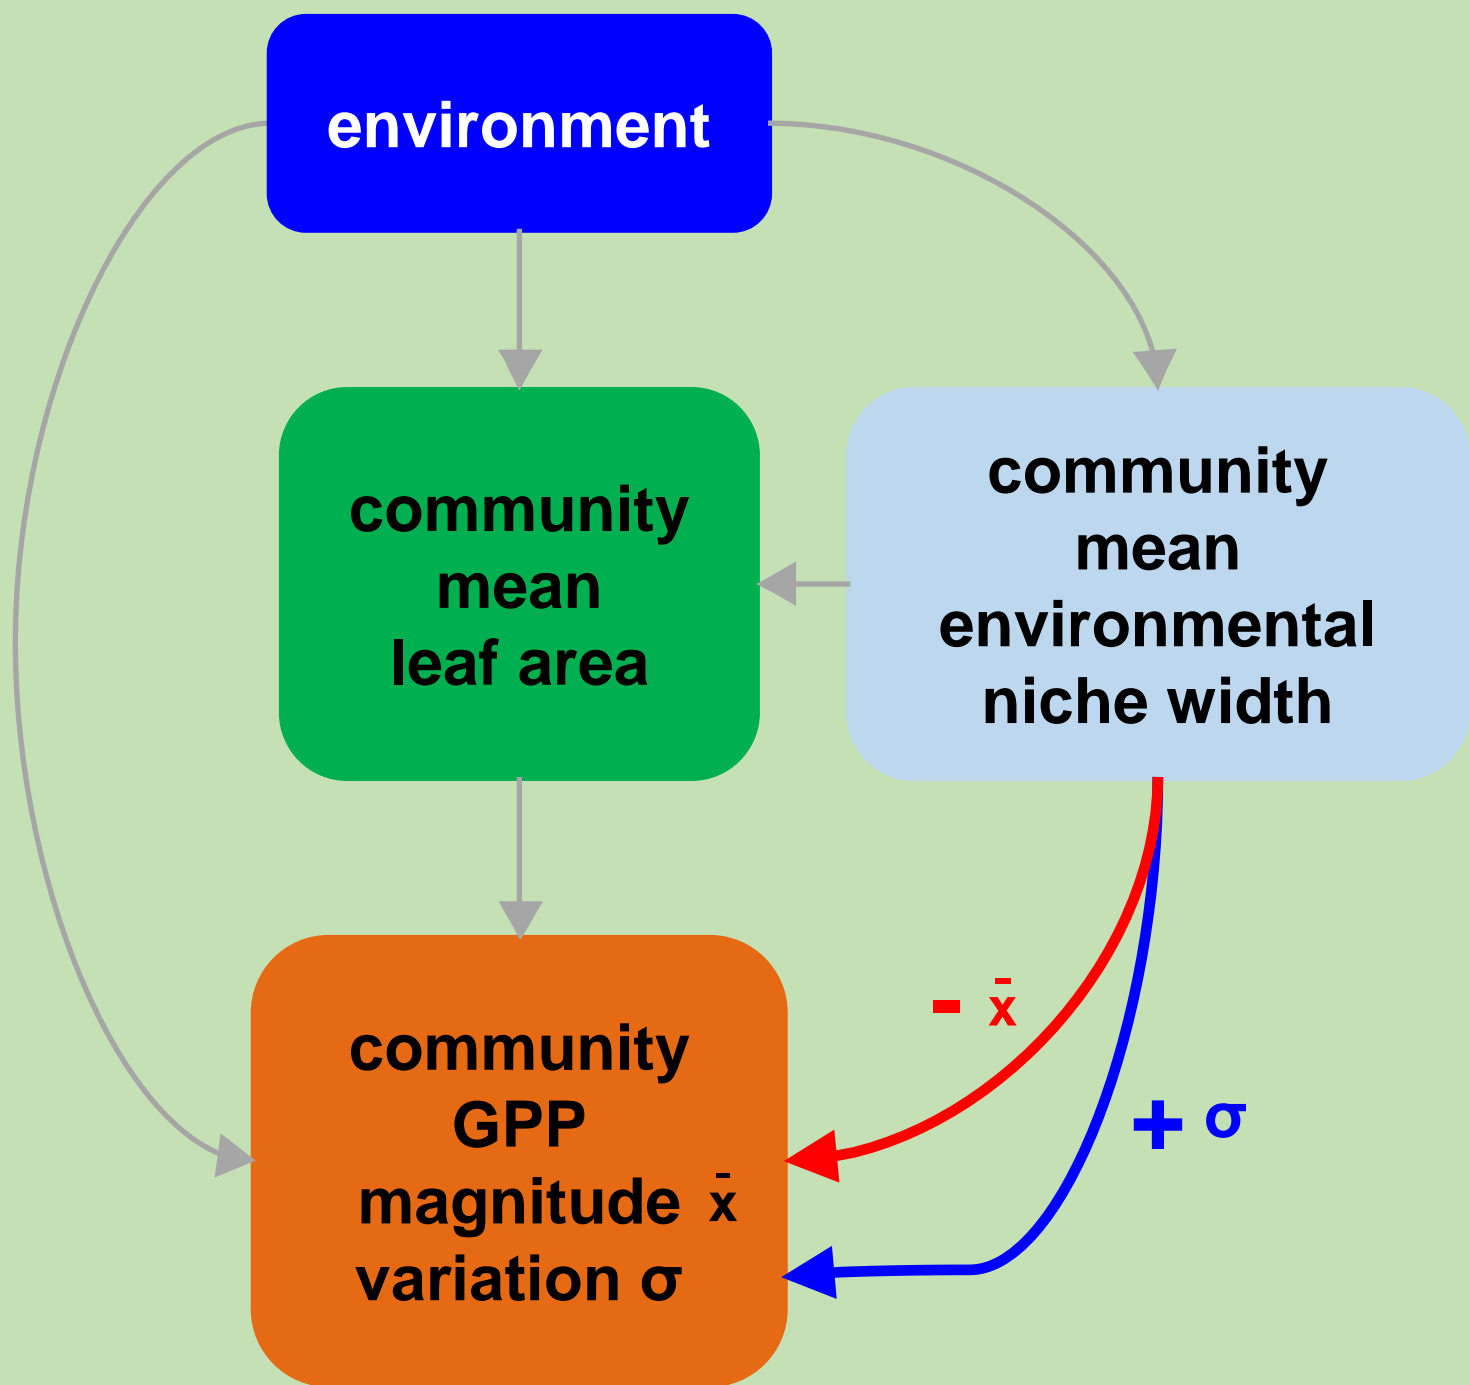 environment
community
mean
leaf area
community
mean
environmental
niche width
- x̄
+ σ
community
GPP
magnitude x̄
variation σ